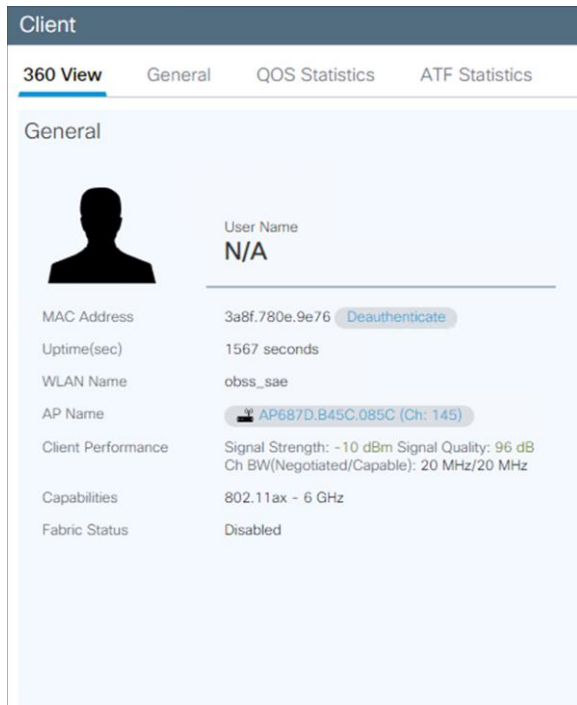 Client
360 View General QOS Statistics ATF Statistics
General
User Name
N/A
MAC Address 3a8f.780e.9e76 Deauthenticate
Uptime(sec) 1567 seconds
WLAN Name obss_sae
AP Name AP687D.B45C.085C (Ch: 145)
Client Performance Signal Strength: -10 dBm Signal Quality: 96 dB
Ch BW(Negotiated/Capable): 20 MHz/20 MHz
Capabilities 802.11ax - 6 GHz
Fabric Status Disabled